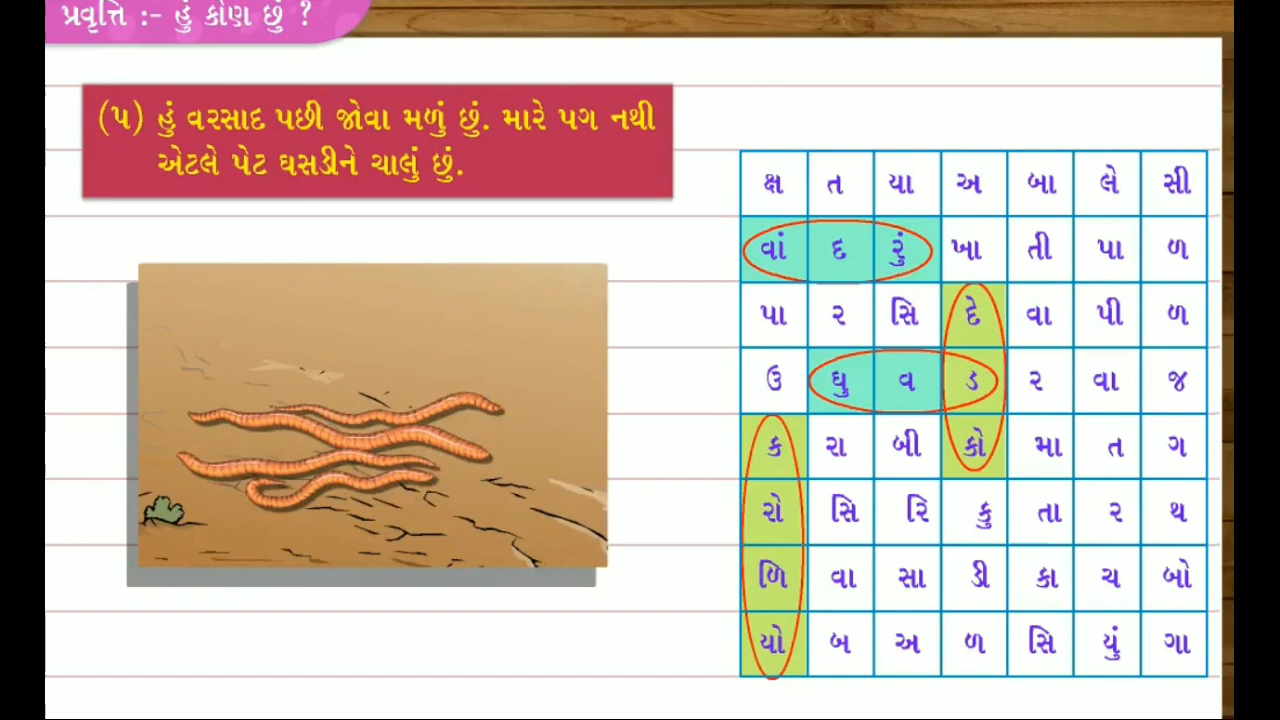 પ્રવૃત્તિ :- હું કોણ છું ?
(૫) હું વરસાદ પછી જોવા મળું છું. મારે પગ નથી
એટલે પેટ ઘસડીને ચાલું છું.
ક્ષ ત યા અ બા લે સી
વાં દ રું ખા તી પા ળ
પા ર સિ દે વા પી ળ
ઉ ઘુ વ ડ ર વા જ
ક રા બી કો મા ત ગ
રો સિ રિ કુ તા ર થ
ળિ વા સા ડી કા ચ બો
યો બ અ ળ સિ યું ગા